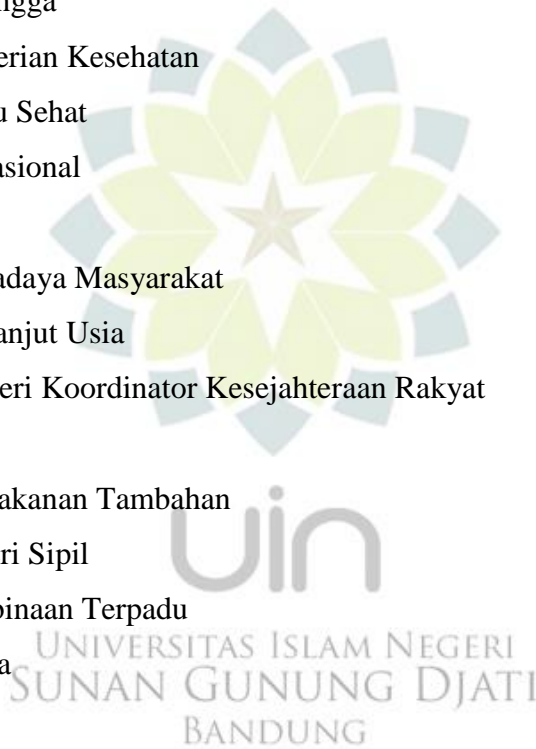 ngga
erian Kesehatan
u Sehat
asional
adaya Masyarakat
anjut Usia
eri Koordinator Kesejahteraan Rakyat
akanan Tambahan
ri Sipil
binaan Terpadu
a
uin
UNIVERSITAS ISLAM NEGERI
SUNAN GUNUNG DJATI
BANDUNG